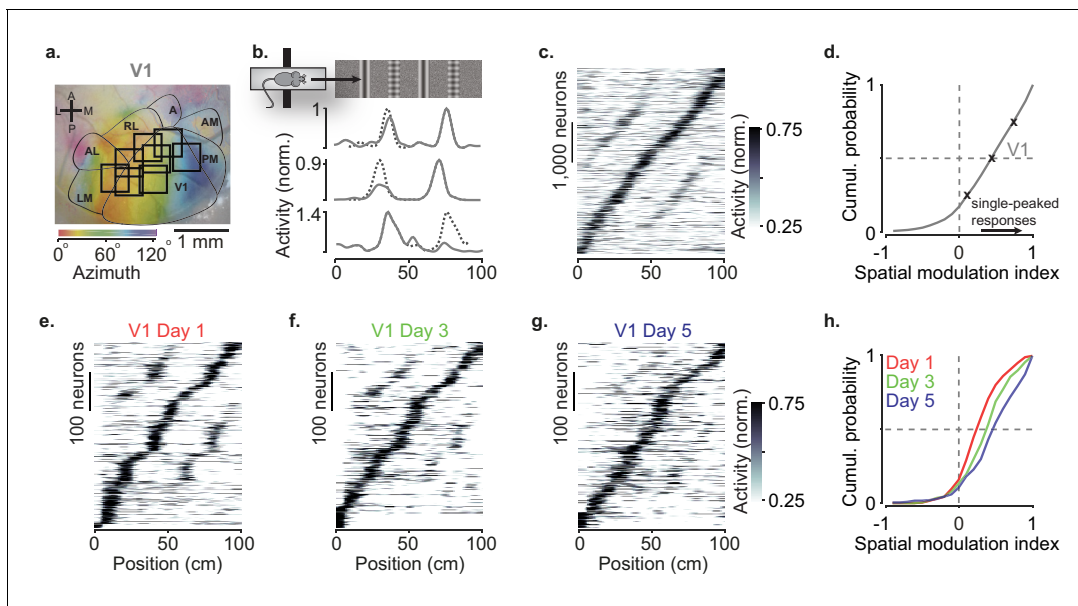 a.
V1
A
L M
P
A
RL
AM
AL
PM
LM
V1
0° 60° 120°
1 mm
Azimuth
b.
Activity (norm.)
1
0.9
1.4
0 50 100
c.
1,000 neurons
0 50 100
0.75
0.25
Activity (norm.)
d.
Cumul. probability
1
0
V1
single-peaked
responses
-1 0 1
Spatial modulation index
e.
V1 Day 1
100 neurons
0 50 100
Position (cm)
f.
V1 Day 3
100 neurons
0 50 100
Position (cm)
g.
V1 Day 5
100 neurons
0 50 100
Position (cm)
0.75
0.25
Activity (norm.)
h.
Cumul. probability
1
0
Day 1
Day 3
Day 5
-1 0 1
Spatial modulation index